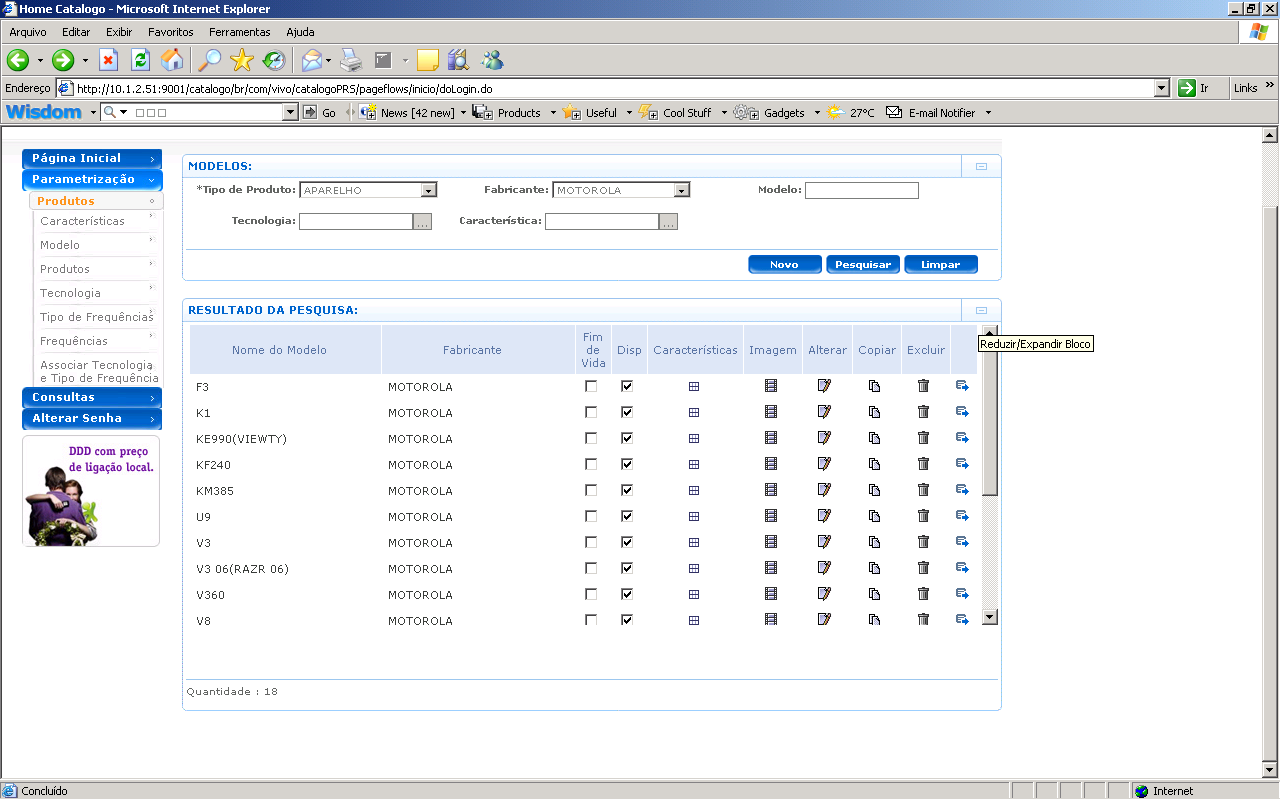 Home Catalogo - Microsoft Internet Explorer
Arquivo Editar Exibir Favoritos Ferramentas Ajuda
Endereço http://10.1.2.51:9001/catalogo/br/com/vivo/catalogoPRS/pageflows/inicio/doLogin.do Ir Links »
Wisdom Go News [42 new] Products Useful Cool Stuff Gadgets 27°C E-mail Notifier
Página Inicial
Parametrização
Produtos
Características
Modelo
Produtos
Tecnologia
Tipo de Frequências
Frequências
Associar Tecnologia
e Tipo de Frequência
Consultas
Alterar Senha
DDD com preço
de ligação local.
MODELOS:
*Tipo de Produto: APARELHO Fabricante: MOTOROLA Modelo:
Tecnologia: ... Característica: ...
Novo Pesquisar Limpar
RESULTADO DA PESQUISA:
Reduzir/Expandir Bloco
Nome do Modelo Fabricante Fim de Vida Disp Características Imagem Alterar Copiar Excluir
F3 MOTOROLA
K1 MOTOROLA
KE990(VIEWTY) MOTOROLA
KF240 MOTOROLA
KM385 MOTOROLA
U9 MOTOROLA
V3 MOTOROLA
V3 06(RAZR 06) MOTOROLA
V360 MOTOROLA
V8 MOTOROLA
Quantidade : 18
Concluído Internet